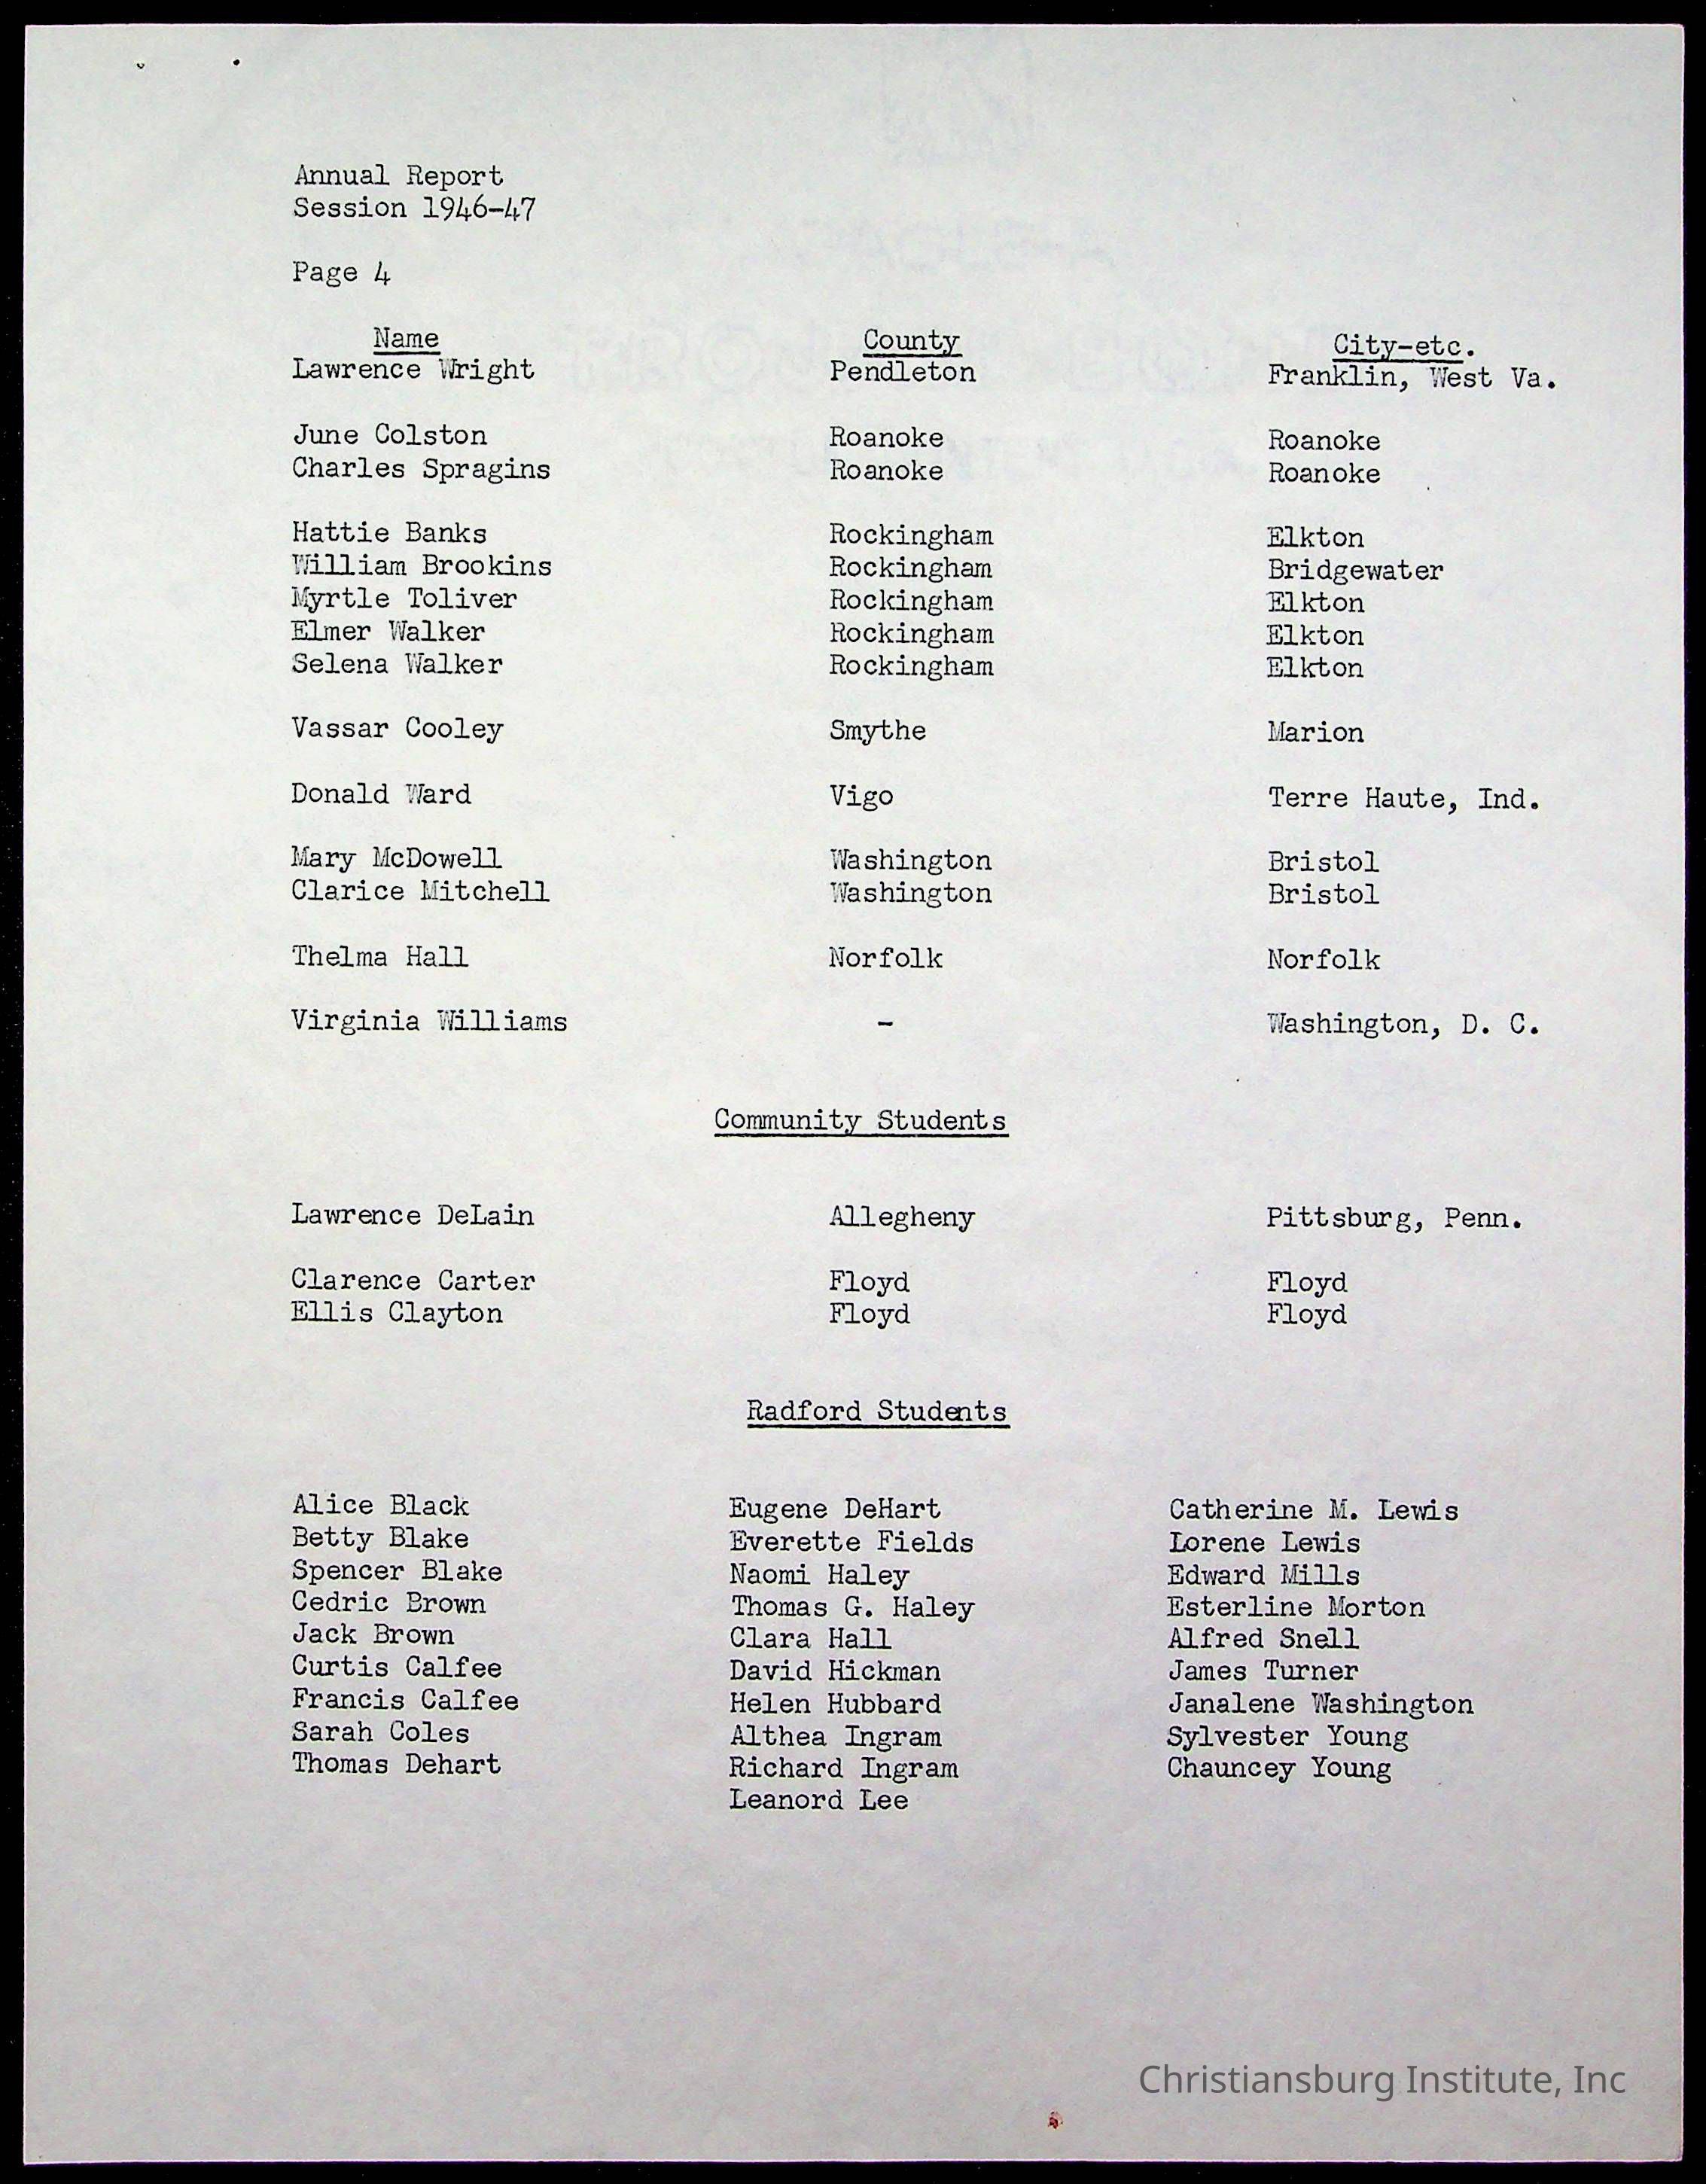 Annual Report
Session 1946-47
Page 4
Name County City-etc.
Lawrence Wright Pendleton Franklin, West Va.
June Colston Roanoke Roanoke
Charles Spragins Roanoke Roanoke
Hattie Banks Rockingham Elkton
William Brookins Rockingham Bridgewater
Myrtle Toliver Rockingham Elkton
Elmer Walker Rockingham Elkton
Selena Walker Rockingham Elkton
Vassar Cooley Smythe Marion
Donald Ward Vigo Terre Haute, Ind.
Mary McDowell Washington Bristol
Clarice Mitchell Washington Bristol
Thelma Hall Norfolk Norfolk
Virginia Williams - Washington, D. C.
Community Students
Lawrence DeLain Allegheny Pittsburg, Penn.
Clarence Carter Floyd Floyd
Ellis Clayton Floyd Floyd
Radford Students
Alice Black Eugene DeHart Catherine M. Lewis
Betty Blake Everette Fields Lorene Lewis
Spencer Blake Naomi Haley Edward Mills
Cedric Brown Thomas G. Haley Esterline Morton
Jack Brown Clara Hall Alfred Snell
Curtis Calfee David Hickman James Turner
Francis Calfee Helen Hubbard Janalene Washington
Sarah Coles Althea Ingram Sylvester Young
Thomas Dehart Richard Ingram Chauncey Young
Leanord Lee
Christiansburg Institute, Inc